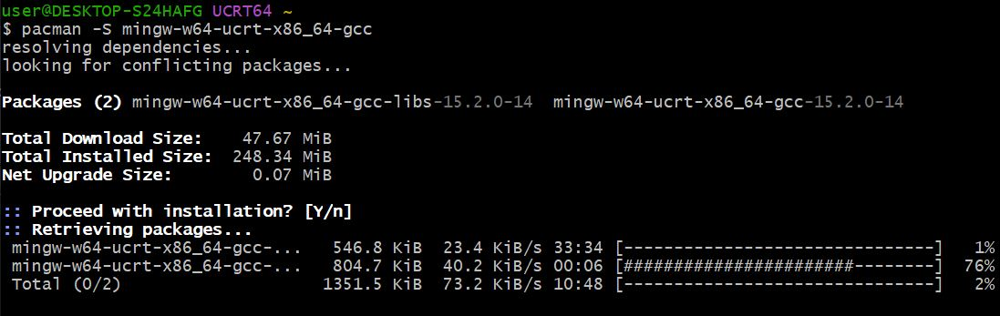 user@DESKTOP-S24HAFG UCRT64 ~
$ pacman -S mingw-w64-ucrt-x86_64-gcc
resolving dependencies...
looking for conflicting packages...

Packages (2) mingw-w64-ucrt-x86_64-gcc-libs-15.2.0-14  mingw-w64-ucrt-x86_64-gcc-15.2.0-14

Total Download Size:    47.67 MiB
Total Installed Size:  248.34 MiB
Net Upgrade Size:        0.07 MiB

:: Proceed with installation? [Y/n]
:: Retrieving packages...
 mingw-w64-ucrt-x86_64-gcc-...   546.8 KiB  23.4 KiB/s 33:34 [-------------------------------]   1%
 mingw-w64-ucrt-x86_64-gcc-...   804.7 KiB  40.2 KiB/s 00:06 [#######################--------]  76%
 Total (0/2)                    1351.5 KiB  73.2 KiB/s 10:48 [-------------------------------]   2%